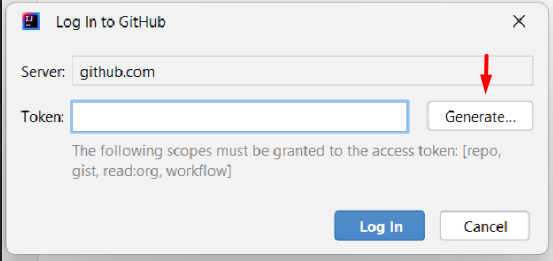 Log In to GitHub
Server: github.com
Token: Generate...
The following scopes must be granted to the access token: [repo,
gist, read:org, workflow]
Log In Cancel